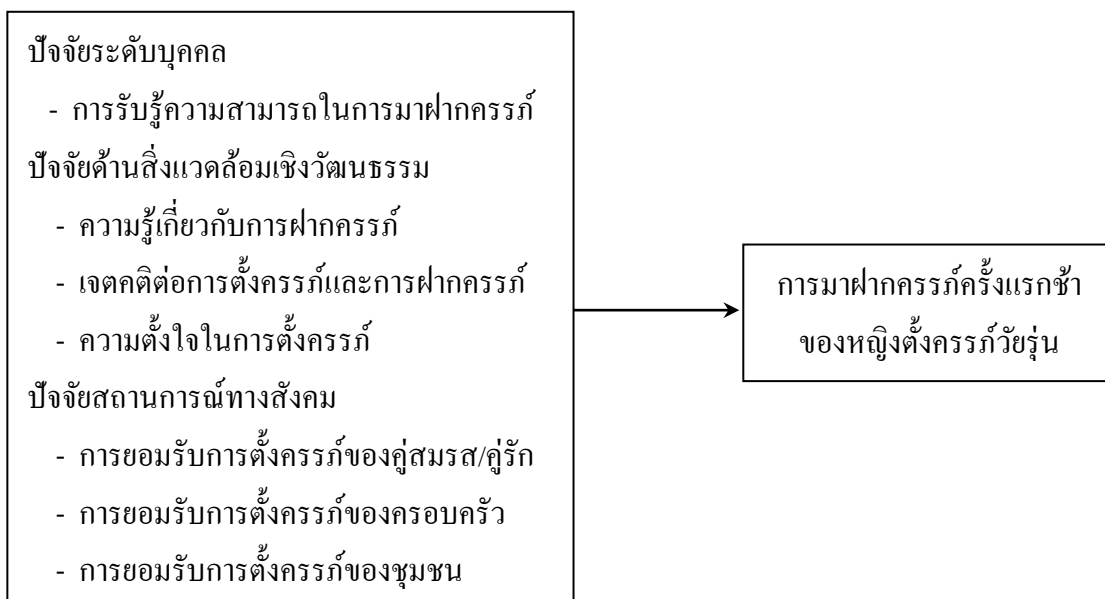 ปัจจัยระดับบุคคล
- การรับรู้ความสามารถในการมาฝากครรภ์
ปัจจัยด้านสิ่งแวดล้อมเชิงวัฒนธรรม
- ความรู้เกี่ยวกับการฝากครรภ์
- เจตคติต่อการตั้งครรภ์และการฝากครรภ์
- ความตั้งใจในการตั้งครรภ์
ปัจจัยสถานการณ์ทางสังคม
- การยอมรับการตั้งครรภ์ของคู่สมรส/คู่รัก
- การยอมรับการตั้งครรภ์ของครอบครัว
- การยอมรับการตั้งครรภ์ของชุมชน
การมาฝากครรภ์ครั้งแรกช้า
ของหญิงตั้งครรภ์วัยรุ่น